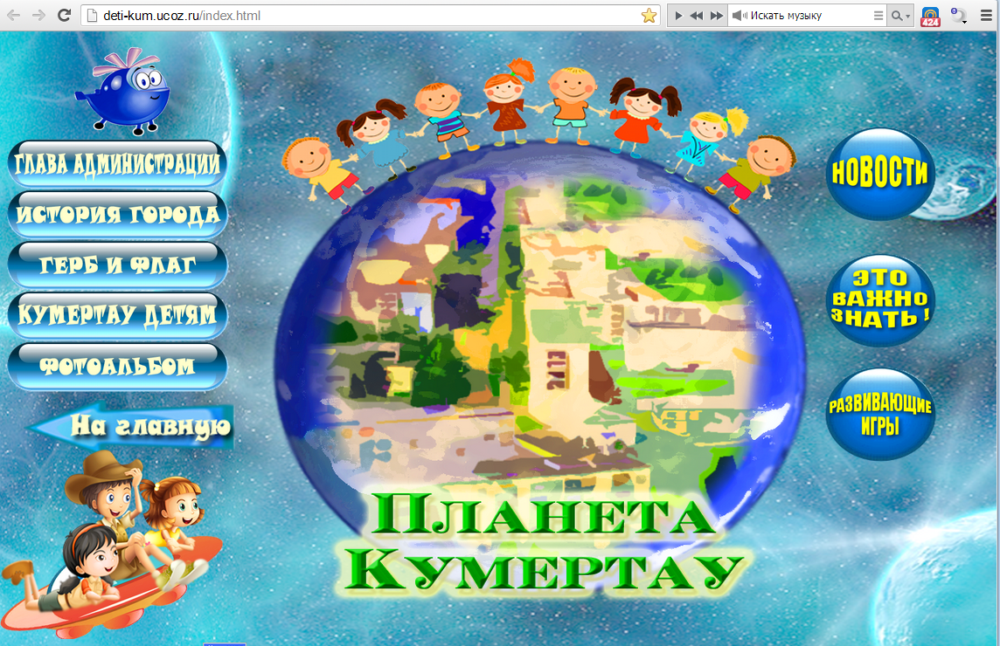 deti-kum.ucoz.ru/index.html
Искать музыку
424
ГЛАВА АДМИНИСТРАЦИИ
ИСТОРИЯ ГОРОДА
ГЕРБ И ФЛАГ
КУМЕРТАУ ДЕТЯМ
ФОТОАЛЬБОМ
На главную
ПЛАНЕТА
КУМЕРТАУ
НОВОСТИ
ЭТО
ВАЖНО
ЗНАТЬ!
РАЗВИВАЮЩИЕ
ИГРЫ